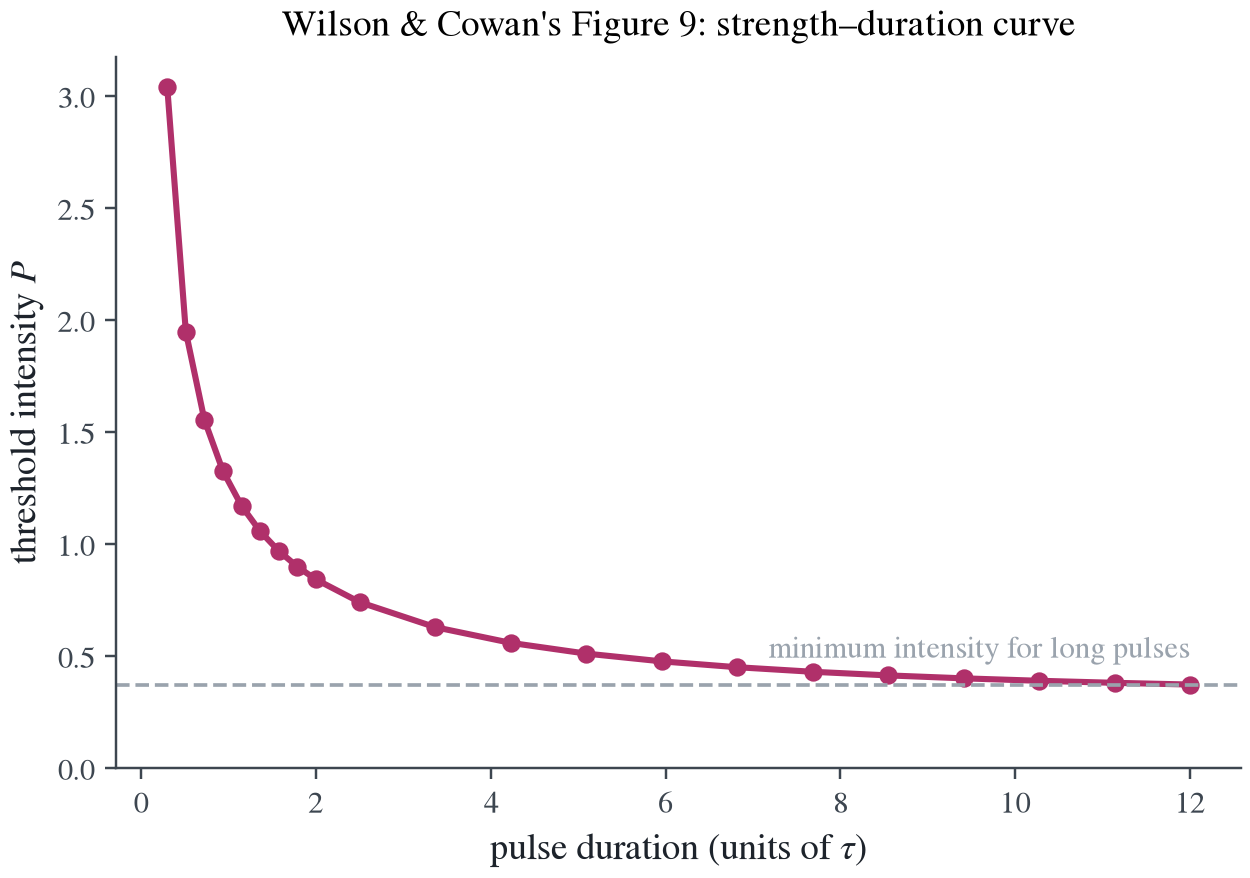 Wilson & Cowan's Figure 9: strength–duration curve
threshold intensity P
3.0
2.5
2.0
1.5
1.0
0.5
0.0
minimum intensity for long pulses
0 2 4 6 8 10 12
pulse duration (units of τ)